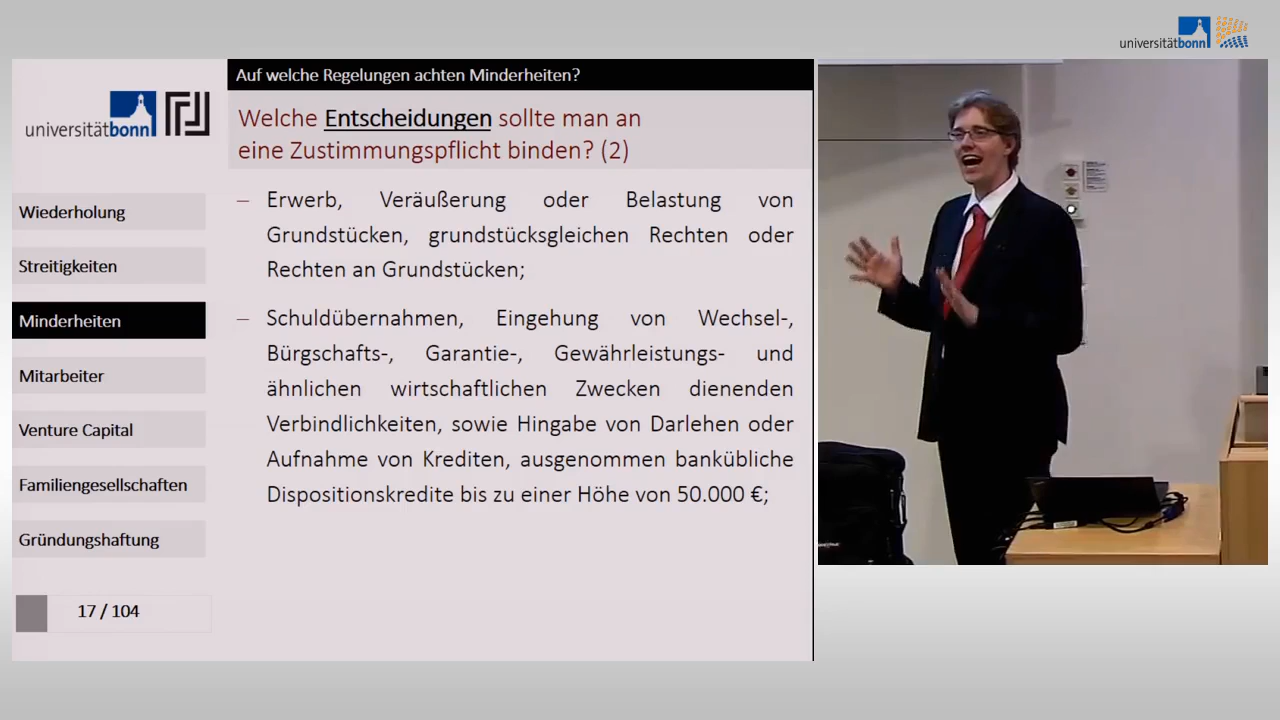 universitätbonn
Auf welche Regelungen achten Minderheiten?
universitätbonn
Welche Entscheidungen sollte man an
eine Zustimmungspflicht binden? (2)
Wiederholung
Streitigkeiten
Minderheiten
Mitarbeiter
Venture Capital
Familiengesellschaften
Gründungshaftung
17 / 104
– Erwerb, Veräußerung oder Belastung von
Grundstücken, grundstücksgleichen Rechten oder
Rechten an Grundstücken;
– Schuldübernahmen, Eingehung von Wechsel-,
Bürgschafts-, Garantie-, Gewährleistungs- und
ähnlichen wirtschaftlichen Zwecken dienenden
Verbindlichkeiten, sowie Hingabe von Darlehen oder
Aufnahme von Krediten, ausgenommen bankübliche
Dispositionskredite bis zu einer Höhe von 50.000 €;